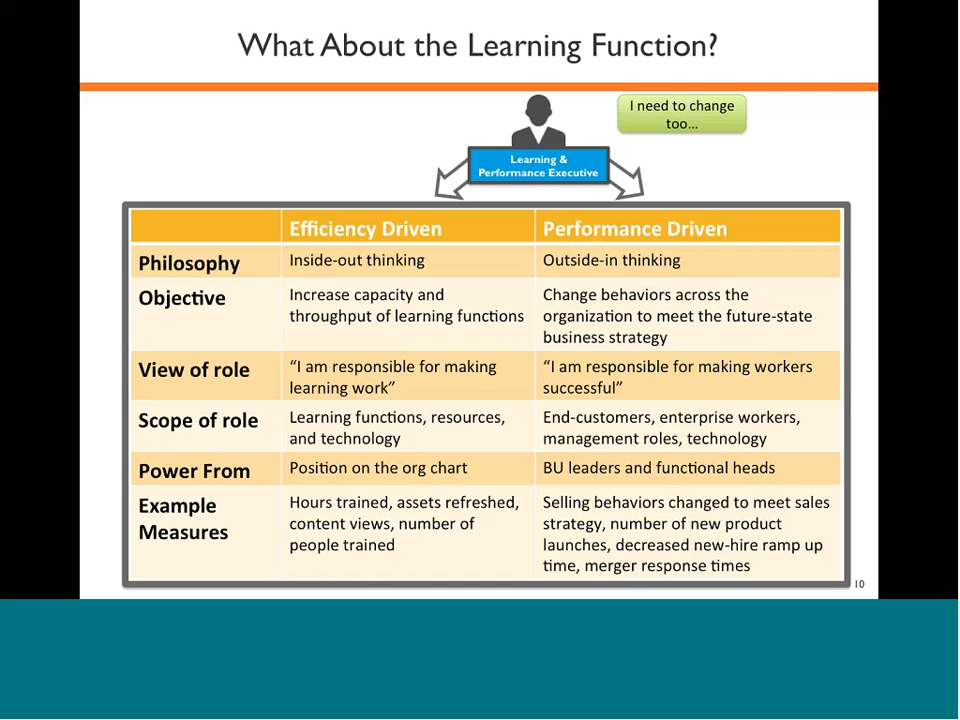 What About the Learning Function?
I need to change
too…
Learning &
Performance Executive
Efficiency Driven
Performance Driven
Philosophy
Inside-out thinking
Outside-in thinking
Objective
Increase capacity and
throughput of learning functions
Change behaviors across the
organization to meet the future-state
business strategy
View of role
“I am responsible for making
learning work”
“I am responsible for making workers
successful”
Scope of role
Learning functions, resources,
and technology
End-customers, enterprise workers,
management roles, technology
Power From
Position on the org chart
BU leaders and functional heads
Example
Measures
Hours trained, assets refreshed,
content views, number of
people trained
Selling behaviors changed to meet sales
strategy, number of new product
launches, decreased new-hire ramp up
time, merger response times
10